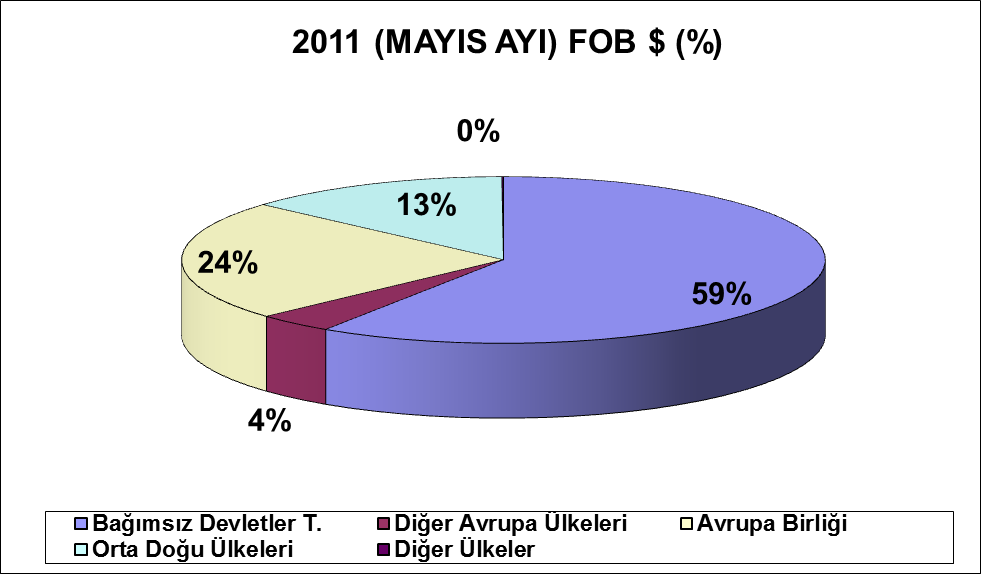 2011 (MAYIS AYI) FOB $ (%)
0%
13%
24%
59%
4%
Bağımsız Devletler T. Diğer Avrupa Ülkeleri Avrupa Birliği
Orta Doğu Ülkeleri Diğer Ülkeler